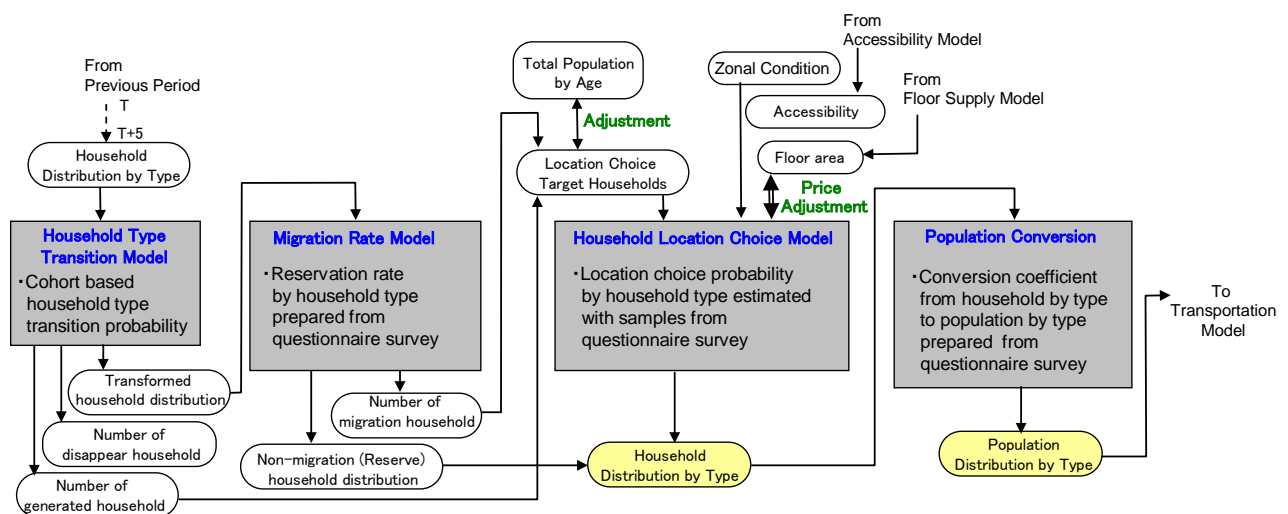 From
Previous Period
T
T+5
Household
Distribution by Type
Household Type
Transition Model
・Cohort based
household type
transition probability
Transformed
household distribution
Number of
disappear household
Number of
generated household
Migration Rate Model
・Reservation rate
by household type
prepared from
questionnaire survey
Number of
migration household
Non-migration (Reserve)
household distribution
Total Population
by Age
Adjustment
Location Choice
Target Households
Zonal Condition
From
Accessibility Model
Accessibility
From
Floor Supply Model
Floor area
Price
Adjustment
Household Location Choice Model
・Location choice probability
by household type estimated
with samples from
questionnaire survey
Household
Distribution by Type
Population Conversion
・Conversion coefficient
from household by type
to population by type
prepared from
questionnaire survey
Population
Distribution by Type
To
Transportation
Model